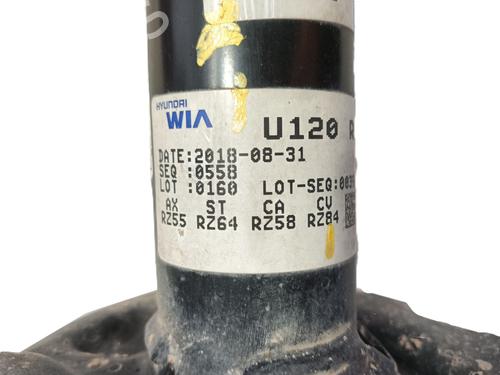 HYUNDAI
WIA
U120
DATE:2018-08-31
SEQ :0558
LOT :0160 LOT-SEQ:003
AX ST CA CV
RZ55 RZ64 RZ58 RZ84